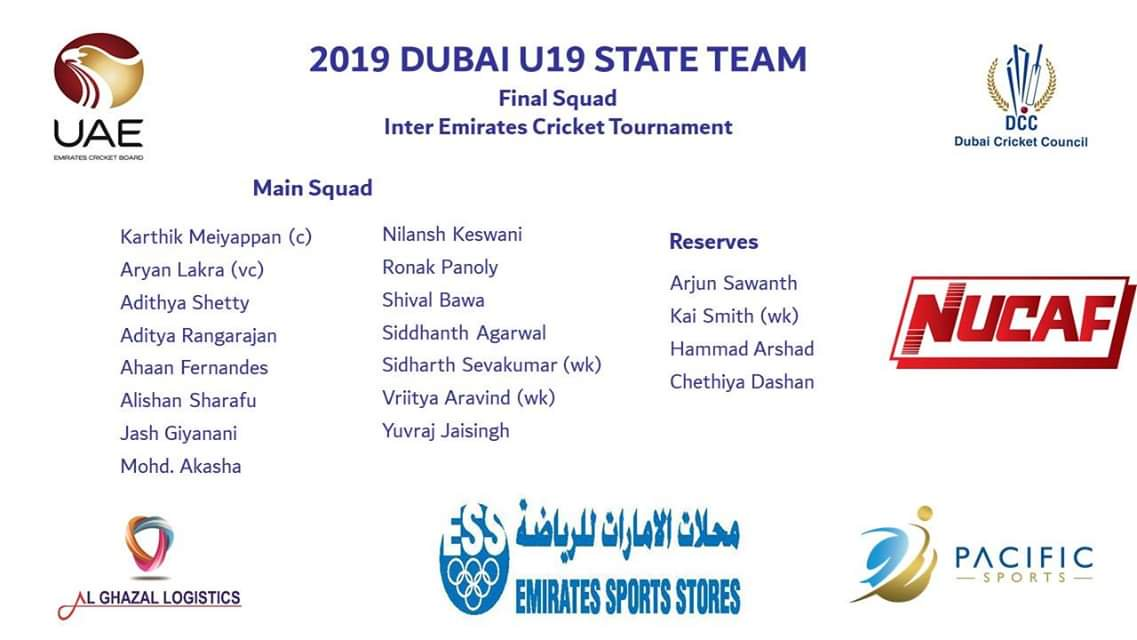 2019 DUBAI U19 STATE TEAM
Final Squad
Inter Emirates Cricket Tournament
UAE
EMIRATES CRICKET BOARD
DCC
Dubai Cricket Council
Main Squad
Karthik Meiyappan (c)
Aryan Lakra (vc)
Adithya Shetty
Aditya Rangarajan
Ahaan Fernandes
Alishan Sharafu
Jash Giyanani
Mohd. Akasha
Nilansh Keswani
Ronak Panoly
Shival Bawa
Siddhanth Agarwal
Sidharth Sevakumar (wk)
Vriitya Aravind (wk)
Yuvraj Jaisingh
Reserves
Arjun Sawanth
Kai Smith (wk)
Hammad Arshad
Chethiya Dashan
NUCAF
AL GHAZAL LOGISTICS
ESS
محلات الامارات للرياضة
EMIRATES SPORTS STORES
PACIFIC
SPORTS